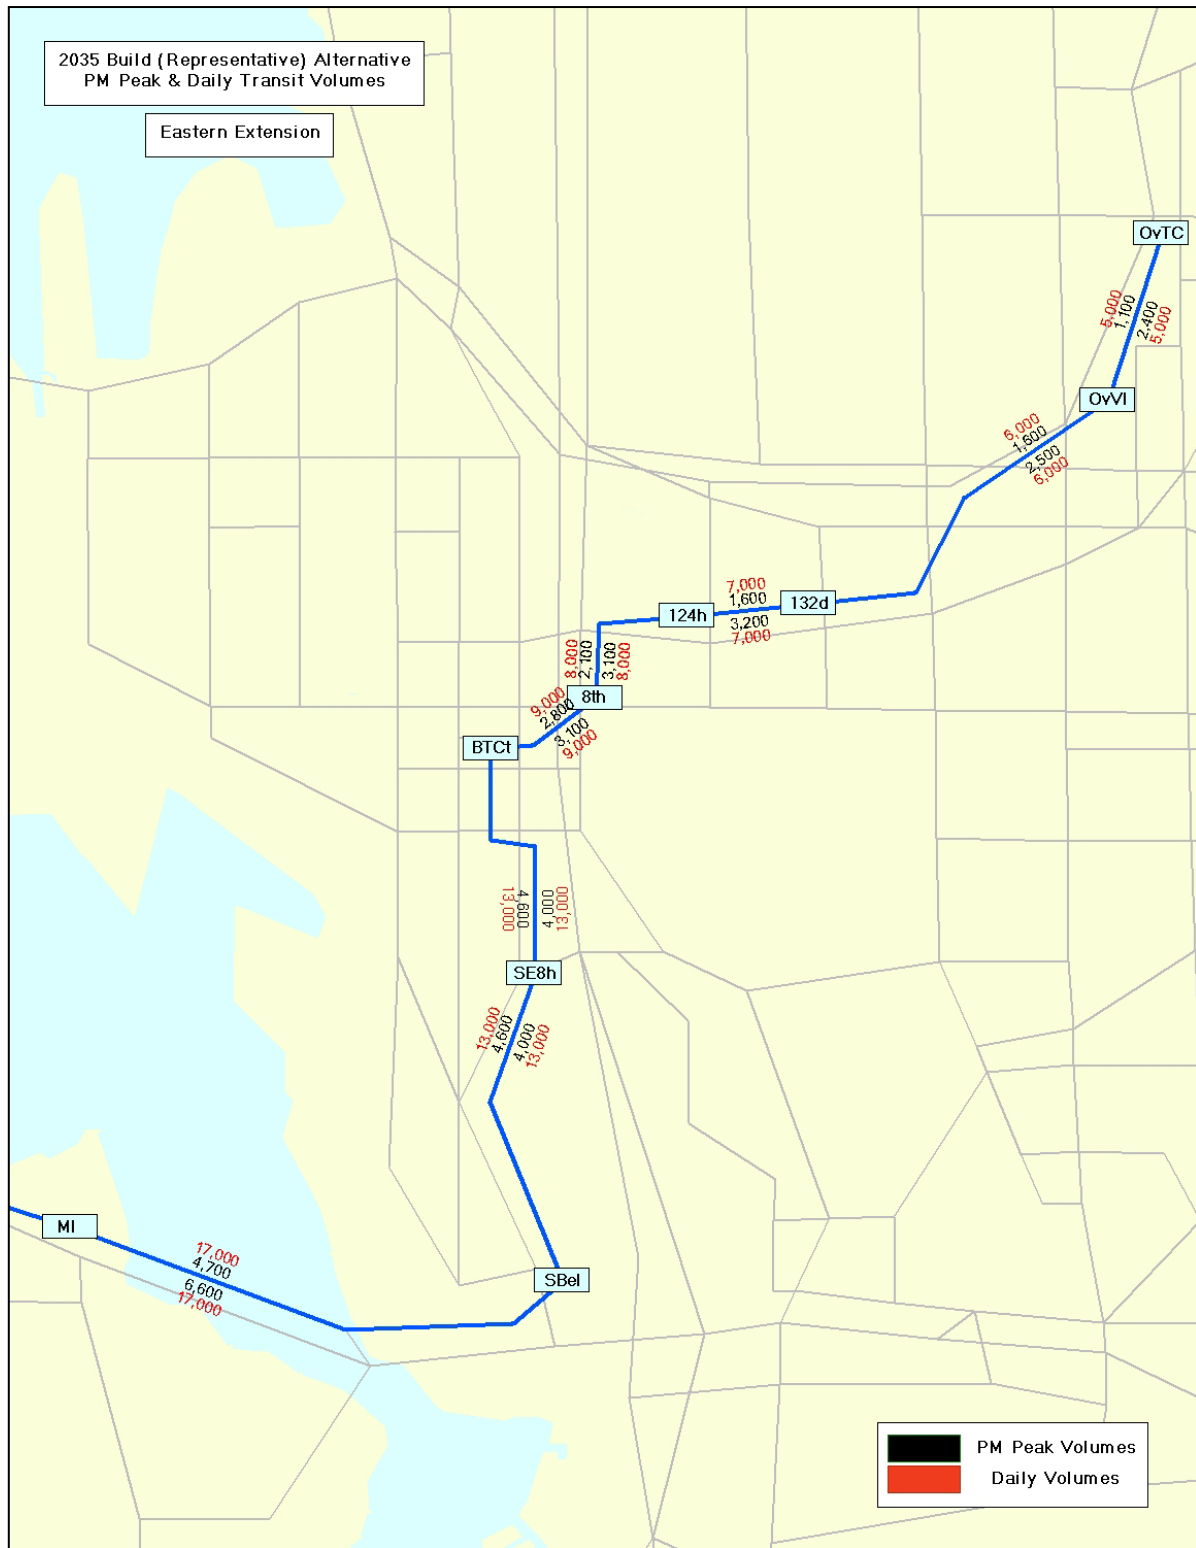 2035 Build (Representative) Alternative
PM Peak & Daily Transit Volumes
Eastern Extension
OvTC
5,000
1,100
2,400
5,000
OvVI
6,000
1,600
2,500
6,000
7,000
1,600
132d
124h
3,200
7,000
8,000
2,100
3,100
8,000
8th
9,000
2,800
3,100
9,000
BTCt
13,000
4,600
4,000
13,000
SE8h
13,000
4,600
4,000
13,000
MI
17,000
4,700
6,600
17,000
SBel
PM Peak Volumes
Daily Volumes